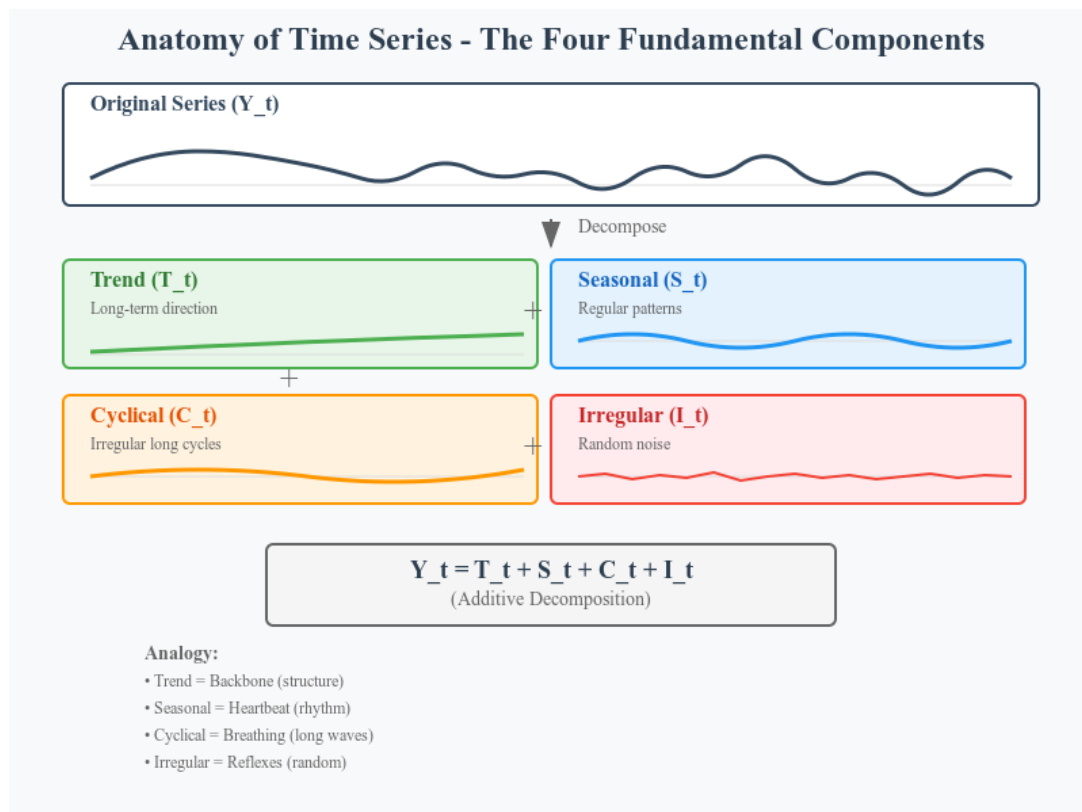 Anatomy of Time Series - The Four Fundamental Components
Original Series (Y_t)
Decompose
Trend (T_t)
Long-term direction
+
Seasonal (S_t)
Regular patterns
+
Cyclical (C_t)
Irregular long cycles
+
Irregular (I_t)
Random noise
Y_t = T_t + S_t + C_t + I_t
(Additive Decomposition)
Analogy:
• Trend = Backbone (structure)
• Seasonal = Heartbeat (rhythm)
• Cyclical = Breathing (long waves)
• Irregular = Reflexes (random)